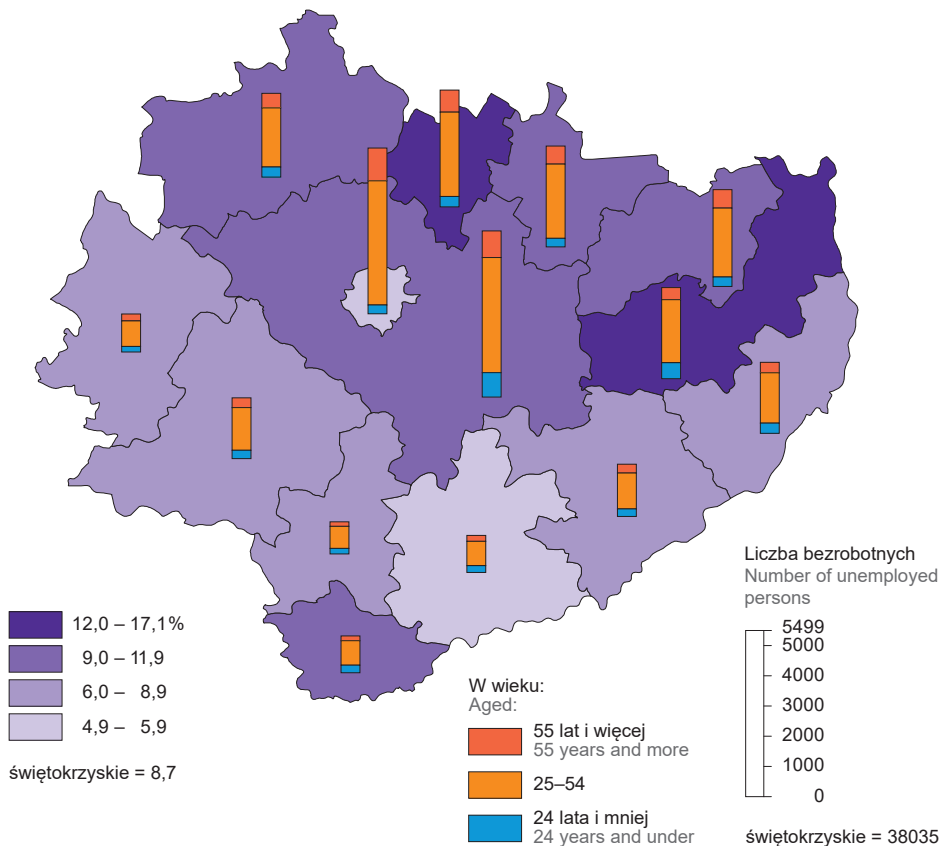 12,0 – 17,1%
9,0 – 11,9
6,0 – 8,9
4,9 – 5,9
świętokrzyskie = 8,7
W wieku:
Aged:
55 lat i więcej
55 years and more
25–54
24 lata i mniej
24 years and under
Liczba bezrobotnych
Number of unemployed
persons
5499
5000
4000
3000
2000
1000
0
świętokrzyskie = 38035